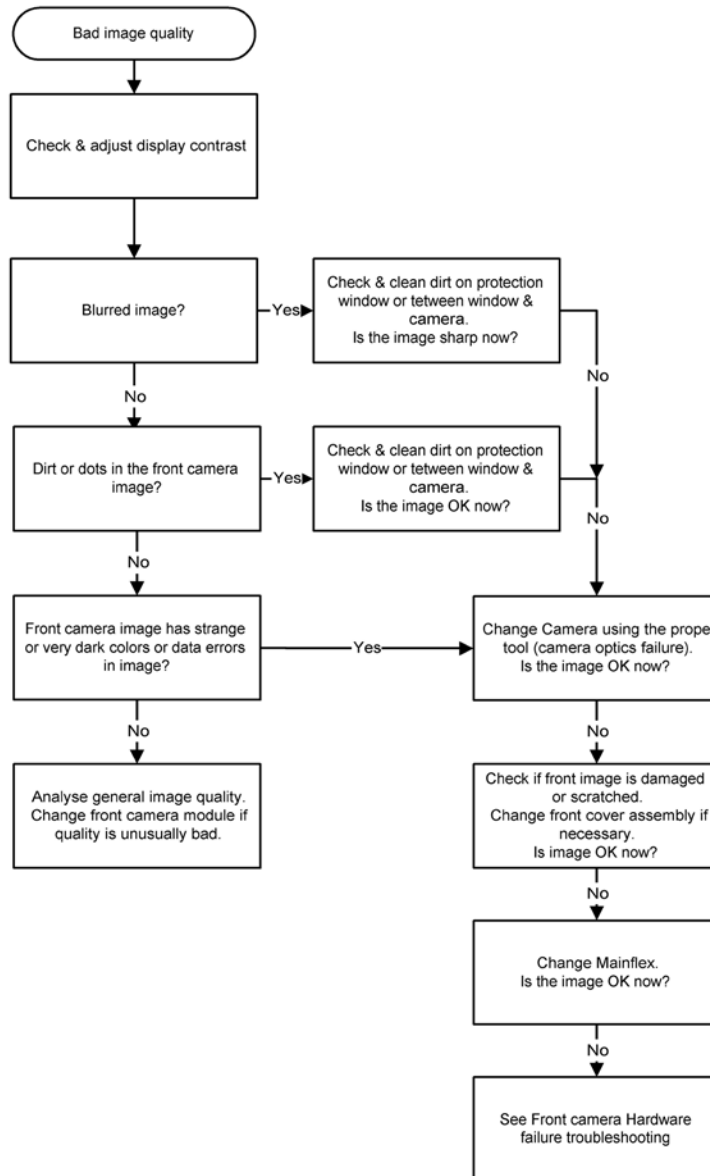 Bad image quality
Check & adjust display contrast
Blurred image?
Yes
Check & clean dirt on protection
window or tetween window &
camera.
Is the image sharp now?
No
No
Dirt or dots in the front camera
image?
Yes
Check & clean dirt on protection
window or tetween window &
camera.
Is the image OK now?
No
No
Front camera image has strange
or very dark colors or data errors
in image?
Yes
Change Camera using the prope
tool (camera optics failure).
Is the image OK now?
No
No
Analyse general image quality.
Change front camera module if
quality is unusually bad.
Check if front image is damaged
or scratched.
Change front cover assembly if
necessary.
Is image OK now?
No
Change Mainflex.
Is the image OK now?
No
See Front camera Hardware
failure troubleshooting